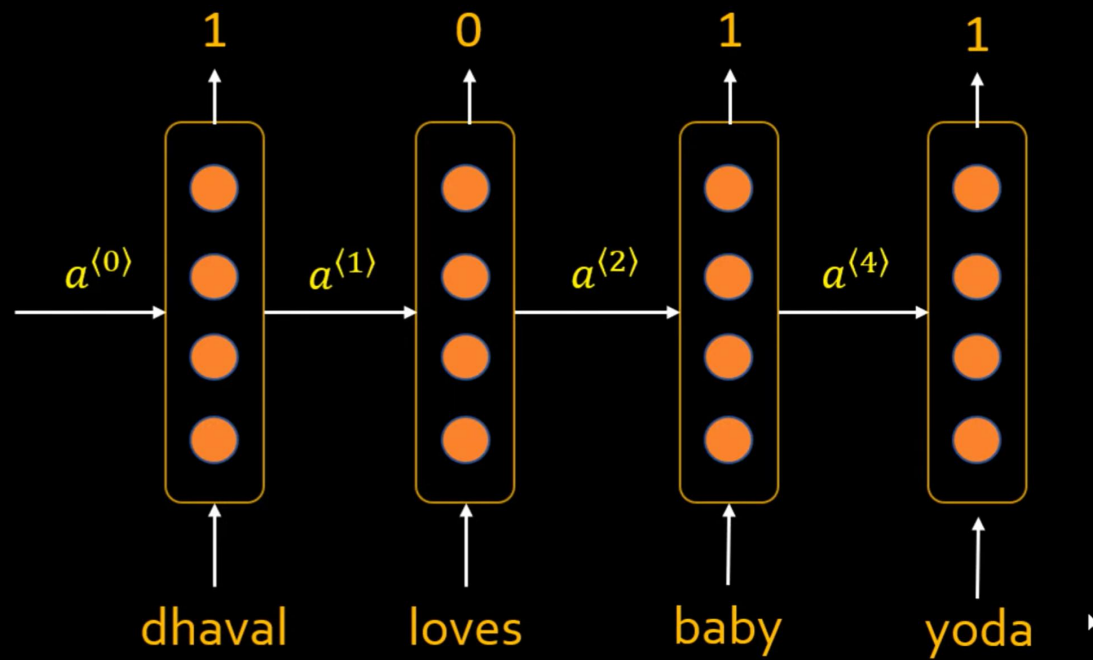 1 0 1 1
a⟨0⟩ a⟨1⟩ a⟨2⟩ a⟨4⟩
dhaval loves baby yoda